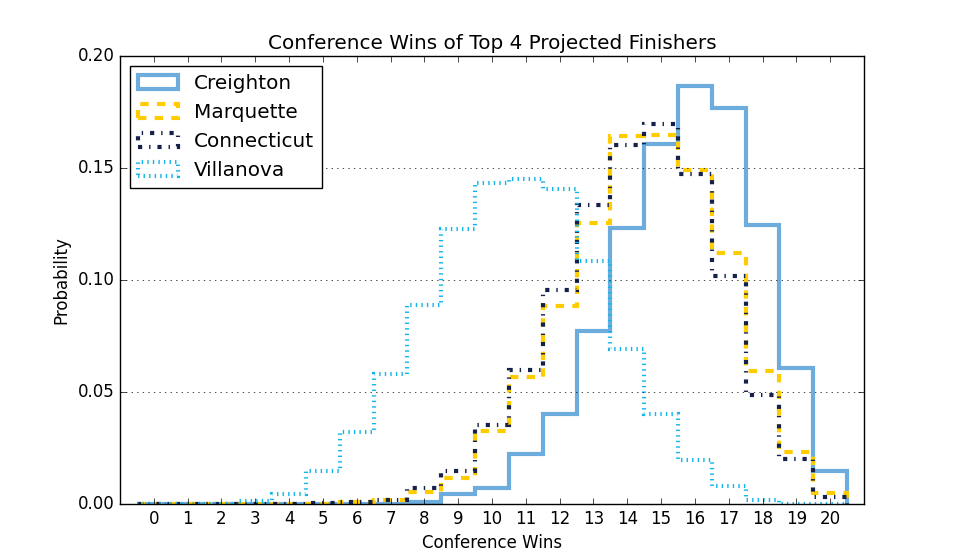 Conference Wins of Top 4 Projected Finishers
Creighton
Marquette
Connecticut
Villanova
0.20
0.15
0.10
0.05
0.00
Probability
0 1 2 3 4 5 6 7 8 9 10 11 12 13 14 15 16 17 18 19 20
Conference Wins